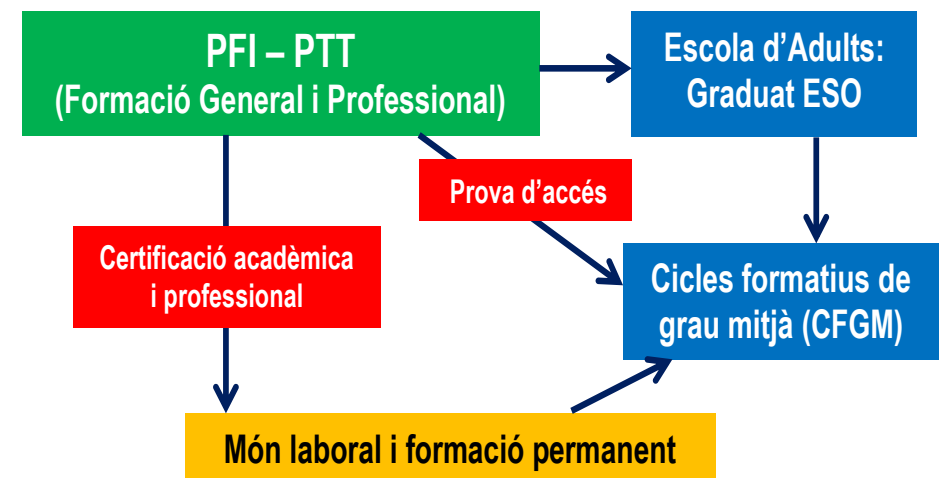 PFI – PTT
(Formació General i Professional)
Escola d’Adults:
Graduat ESO
Prova d’accés
Certificació acadèmica
i professional
Cicles formatius de
grau mitjà (CFGM)
Món laboral i formació permanent